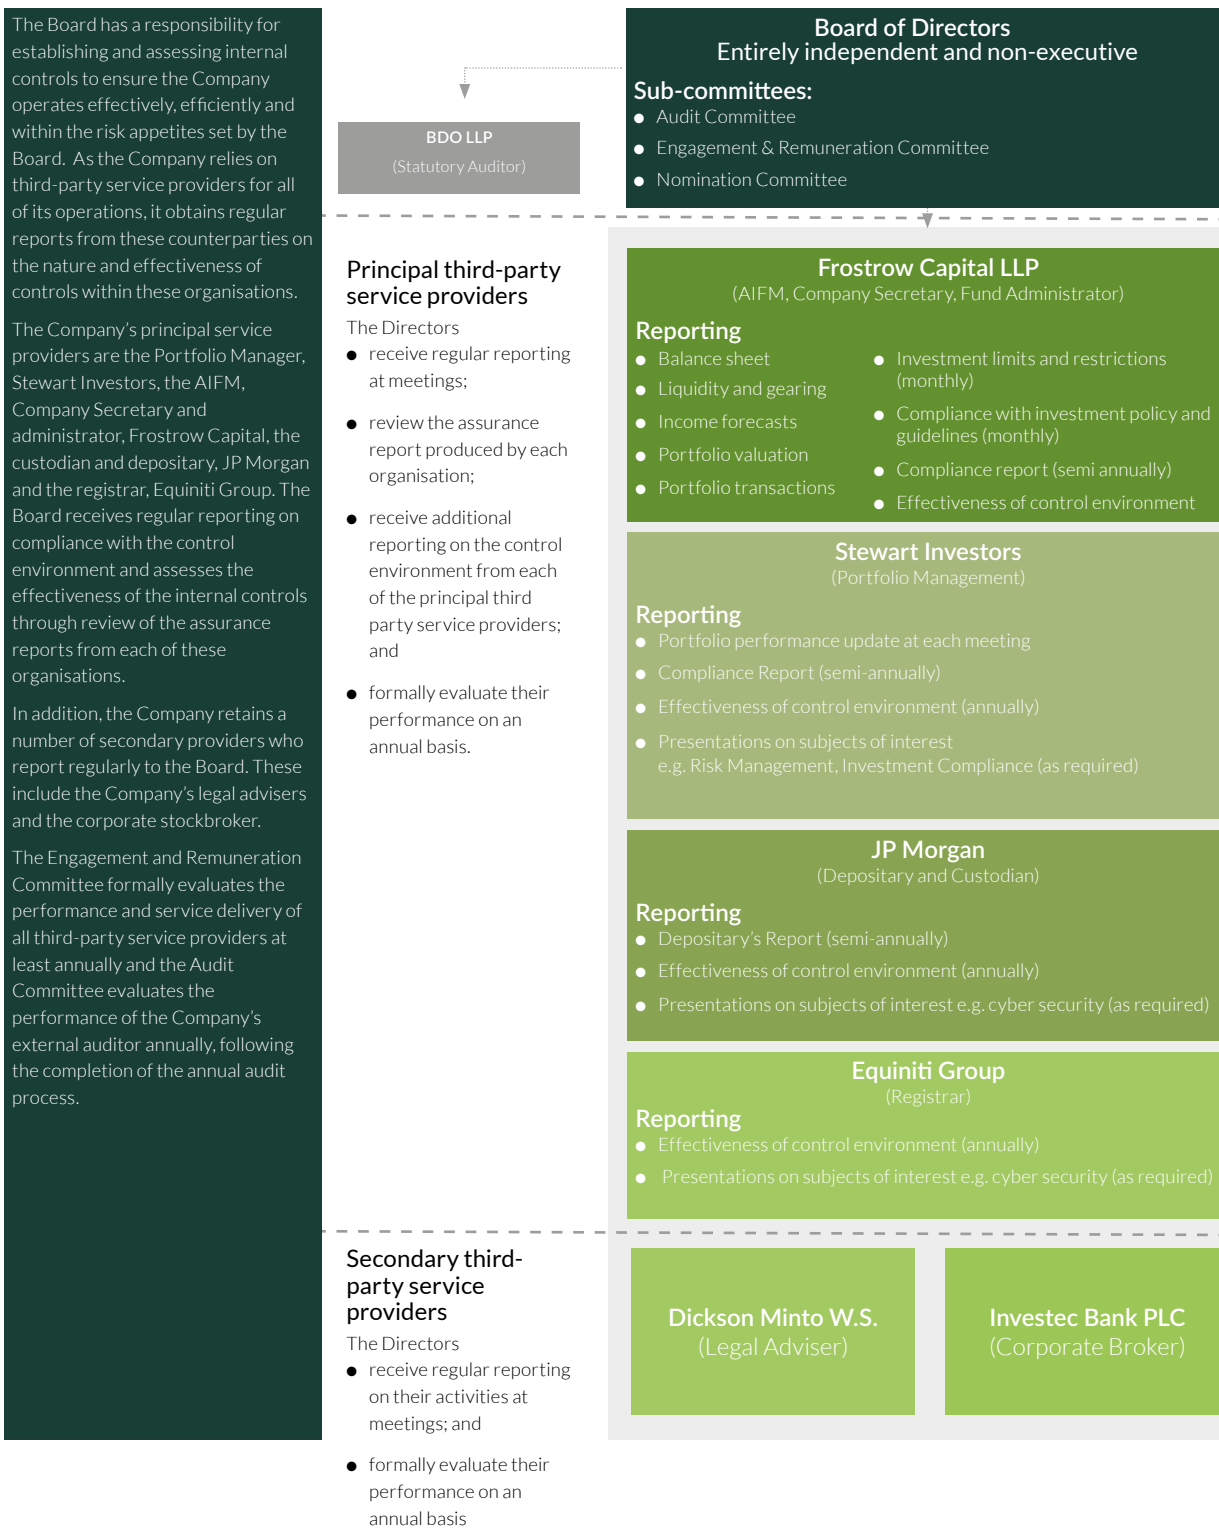 The Board has a responsibility for
establishing and assessing internal
controls to ensure the Company
operates effectively, efficiently and
within the risk appetites set by the
Board. As the Company relies on
third-party service providers for all
of its operations, it obtains regular
reports from these counterparties on
the nature and effectiveness of
controls within these organisations.
The Company's principal service
providers are the Portfolio Manager,
Stewart Investors, the AIFM,
Company Secretary and
administrator, Frostrow Capital, the
custodian and depositary, JP Morgan
and the registrar, Equiniti Group. The
Board receives regular reporting on
compliance with the control
environment and assesses the
effectiveness of the internal controls
through review of the assurance
reports from each of these
organisations.
In addition, the Company retains a
number of secondary providers who
report regularly to the Board. These
include the Company's legal advisers
and the corporate stockbroker.
The Engagement and Remuneration
Committee formally evaluates the
performance and service delivery of
all third-party service providers at
least annually and the Audit
Committee evaluates the
performance of the Company's
external auditor annually, following
the completion of the annual audit
process.
BDO LLP
(Statutory Auditor)
Board of Directors
Entirely independent and non-executive
Sub-committees:
● Audit Committee
● Engagement & Remuneration Committee
● Nomination Committee
Principal third-party
service providers
The Directors
● receive regular reporting
at meetings;
● review the assurance
report produced by each
organisation;
● receive additional
reporting on the control
environment from each
of the principal third
party service providers;
and
● formally evaluate their
performance on an
annual basis.
Frostrow Capital LLP
(AIFM, Company Secretary, Fund Administrator)
Reporting
● Balance sheet
● Liquidity and gearing
● Income forecasts
● Portfolio valuation
● Portfolio transactions
● Investment limits and restrictions
(monthly)
● Compliance with investment policy and
guidelines (monthly)
● Compliance report (semi annually)
● Effectiveness of control environment
Stewart Investors
(Portfolio Management)
Reporting
● Portfolio performance update at each meeting
● Compliance Report (semi-annually)
● Effectiveness of control environment (annually)
● Presentations on subjects of interest
e.g. Risk Management, Investment Compliance (as required)
JP Morgan
(Depositary and Custodian)
Reporting
● Depositary's Report (semi-annually)
● Effectiveness of control environment (annually)
● Presentations on subjects of interest e.g. cyber security (as required)
Equiniti Group
(Registrar)
Reporting
● Effectiveness of control environment (annually)
● Presentations on subjects of interest e.g. cyber security (as required)
Secondary third-
party service
providers
The Directors
● receive regular reporting
on their activities at
meetings; and
● formally evaluate their
performance on an
annual basis
Dickson Minto W.S.
(Legal Adviser)
Investec Bank PLC
(Corporate Broker)